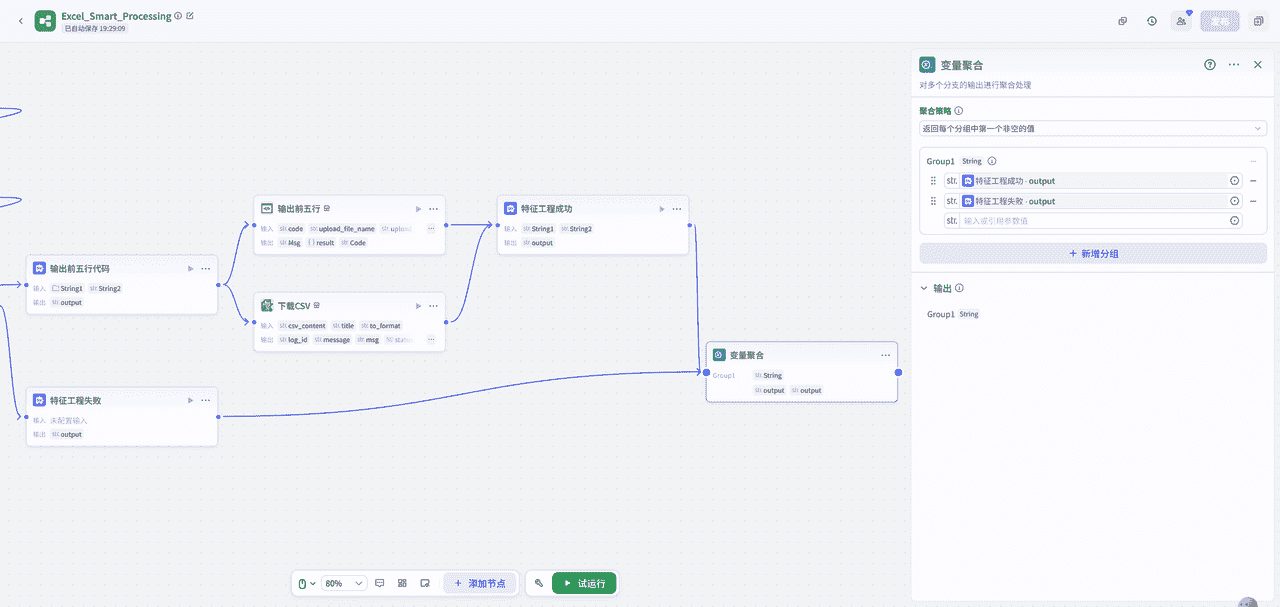 Excel_Smart_Processing
已自动保存 19:29:09
发布
输出前五行代码
输入 String1 str. String2
输出 str. output
特征工程失败
输入 未配置输入
输出 str. output
输出前五行
输入 str. code str. upload_file_name str. upload
输出 str. Msg {} result str. Code
下载CSV
输入 str. csv_content str. title str. to_format
输出 str. log_id str. message str. msg str. status
特征工程成功
输入 str. String1 str. String2
输出 str. output
变量聚合
Group1 str. String
str. output str. output
变量聚合
对多个分支的输出进行聚合处理
聚合策略
返回每个分组中第一个非空的值
Group1 String
str. 特征工程成功 - output
str. 特征工程失败 - output
str. 输入或引用参数值
+ 新增分组
输出
Group1 String
80%
+ 添加节点
试运行